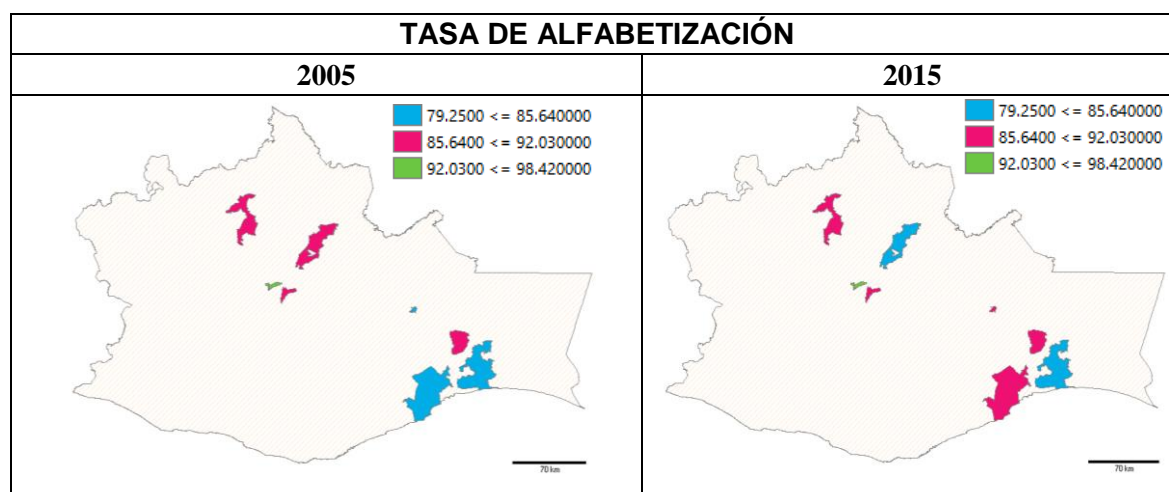 TASA DE ALFABETIZACIÓN
2005
2015
79.2500 <= 85.640000
85.6400 <= 92.030000
92.0300 <= 98.420000
70 km
79.2500 <= 85.640000
85.6400 <= 92.030000
92.0300 <= 98.420000
70 km